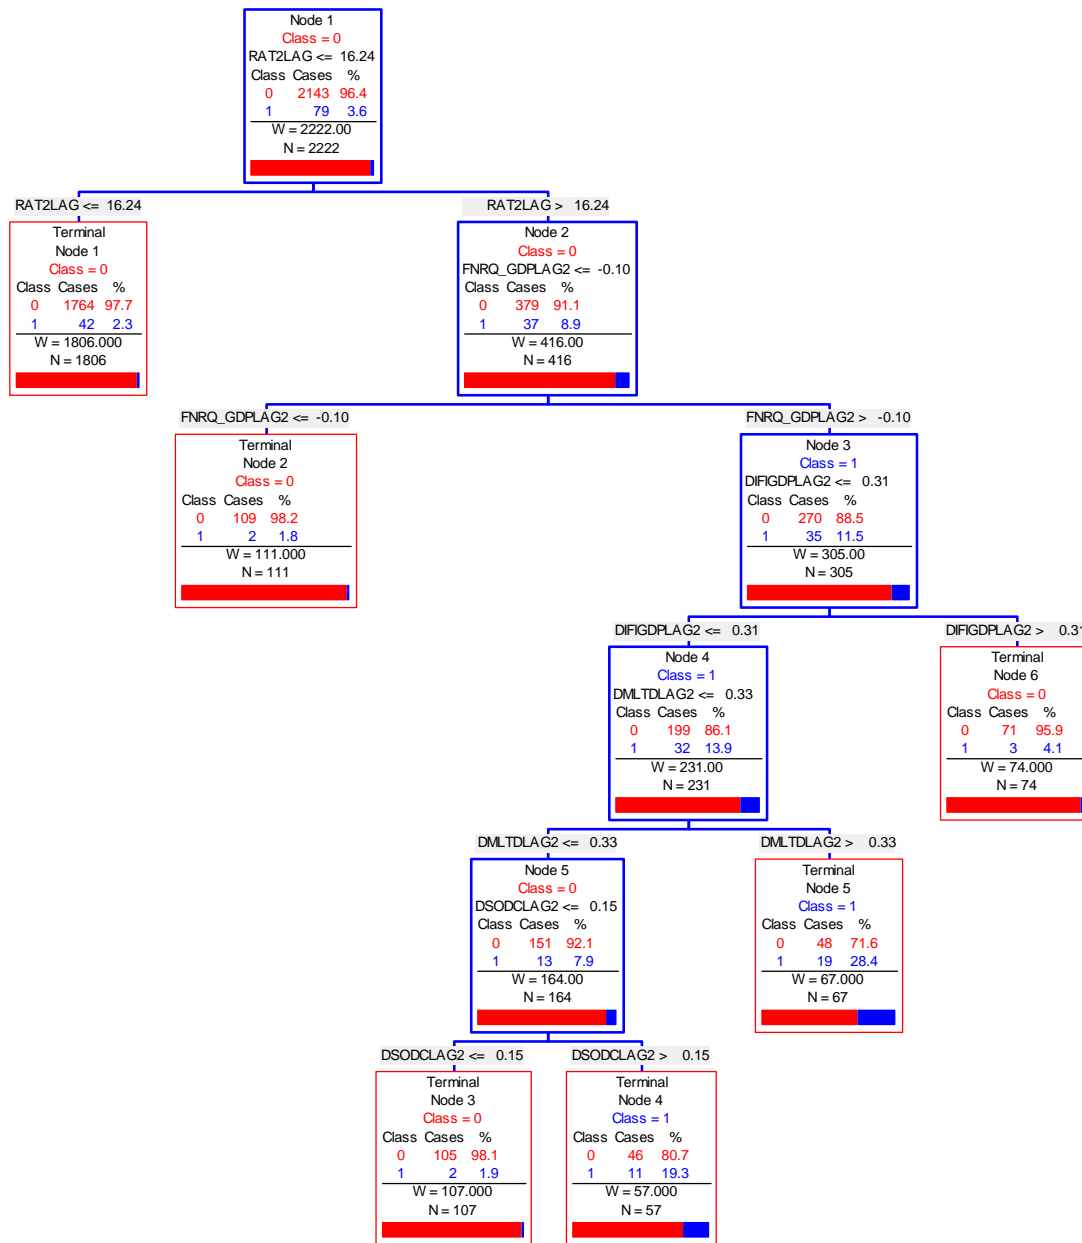 Node 1
Class = 0
RAT2LAG <= 16.24
Class Cases %
0 2143 96.4
1 79 3.6
W = 2222.00
N = 2222
RAT2LAG <= 16.24
RAT2LAG > 16.24
Terminal
Node 1
Class = 0
Class Cases %
0 1764 97.7
1 42 2.3
W = 1806.000
N = 1806
Node 2
Class = 0
FNRQ_GDPLAG2 <= -0.10
Class Cases %
0 379 91.1
1 37 8.9
W = 416.00
N = 416
FNRQ_GDPLAG2 <= -0.10
FNRQ_GDPLAG2 > -0.10
Terminal
Node 2
Class = 0
Class Cases %
0 109 98.2
1 2 1.8
W = 111.000
N = 111
Node 3
Class = 1
DIFIGDPLAG2 <= 0.31
Class Cases %
0 270 88.5
1 35 11.5
W = 305.00
N = 305
DIFIGDPLAG2 <= 0.31
DIFIGDPLAG2 > 0.31
Node 4
Class = 1
DMLTDLAG2 <= 0.33
Class Cases %
0 199 86.1
1 32 13.9
W = 231.00
N = 231
Terminal
Node 6
Class = 0
Class Cases %
0 71 95.9
1 3 4.1
W = 74.000
N = 74
DMLTDLAG2 <= 0.33
DMLTDLAG2 > 0.33
Node 5
Class = 0
DSODCLAG2 <= 0.15
Class Cases %
0 151 92.1
1 13 7.9
W = 164.00
N = 164
Terminal
Node 5
Class = 1
Class Cases %
0 48 71.6
1 19 28.4
W = 67.000
N = 67
DSODCLAG2 <= 0.15
DSODCLAG2 > 0.15
Terminal
Node 3
Class = 0
Class Cases %
0 105 98.1
1 2 1.9
W = 107.000
N = 107
Terminal
Node 4
Class = 1
Class Cases %
0 46 80.7
1 11 19.3
W = 57.000
N = 57